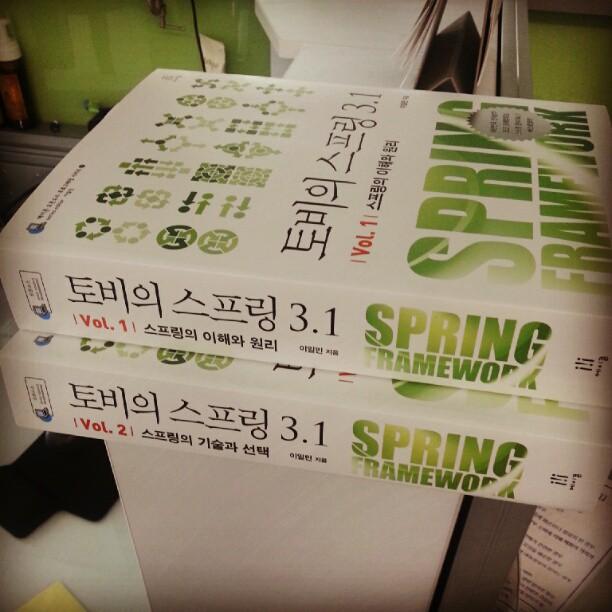 토비의 스프링 3.1
Vol. 1
스프링의 이해와 원리
SPRING
FRAMEWORK
토비의 스프링 3.1
Vol. 1
스프링의 이해와 원리
이일민 지음
SPRING
FRAMEWORK
토비의 스프링 3.1
Vol. 2
스프링의 기술과 선택
이일민 지음
SPRING
FRAMEWORK